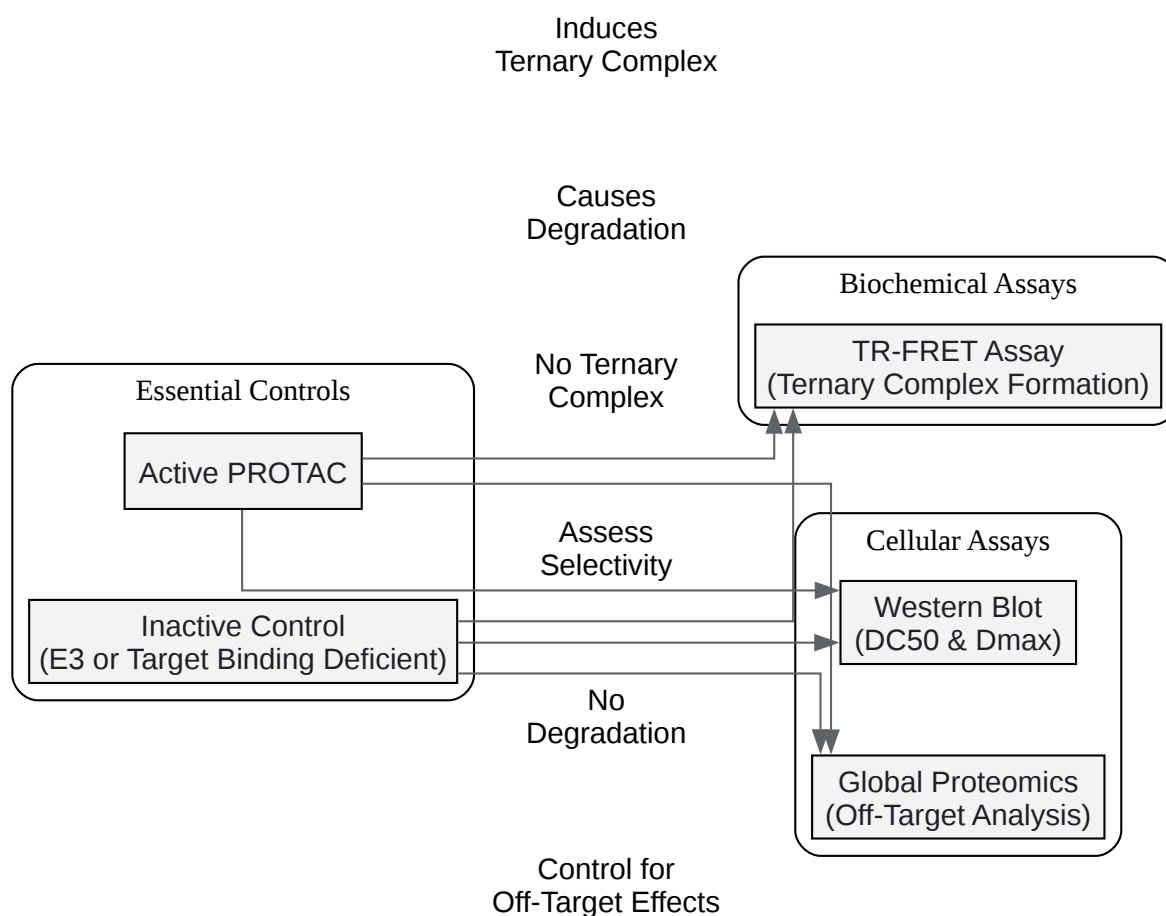 Induces
Ternary Complex
Causes
Degradation
Biochemical Assays
TR-FRET Assay
(Ternary Complex Formation)
No Ternary
Complex
Essential Controls
Active PROTAC
Assess
Selectivity
Cellular Assays
Western Blot
(DC50 & Dmax)
Inactive Control
(E3 or Target Binding Deficient)
No
Degradation
Global Proteomics
(Off-Target Analysis)
Control for
Off-Target Effects